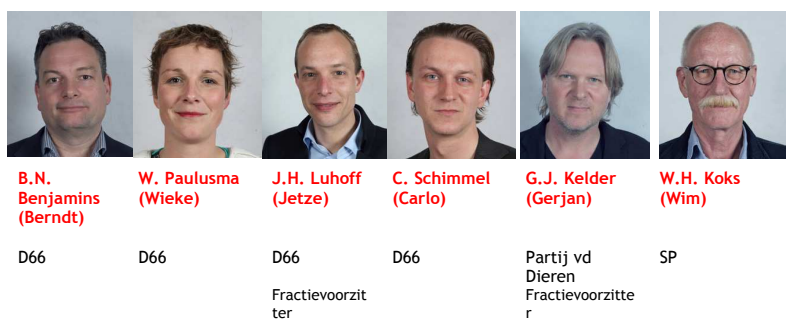 B.N.
Benjamins
(Berndt)
D66
W. Paulusma
(Wieke)
D66
J.H. Luhoff
(Jetze)
D66
Fractievoorzit
ter
C. Schimmel
(Carlo)
D66
G.J. Kelder
(Gerjan)
Partij vd
Dieren
Fractievoorzitte
r
W.H. Koks
(Wim)
SP